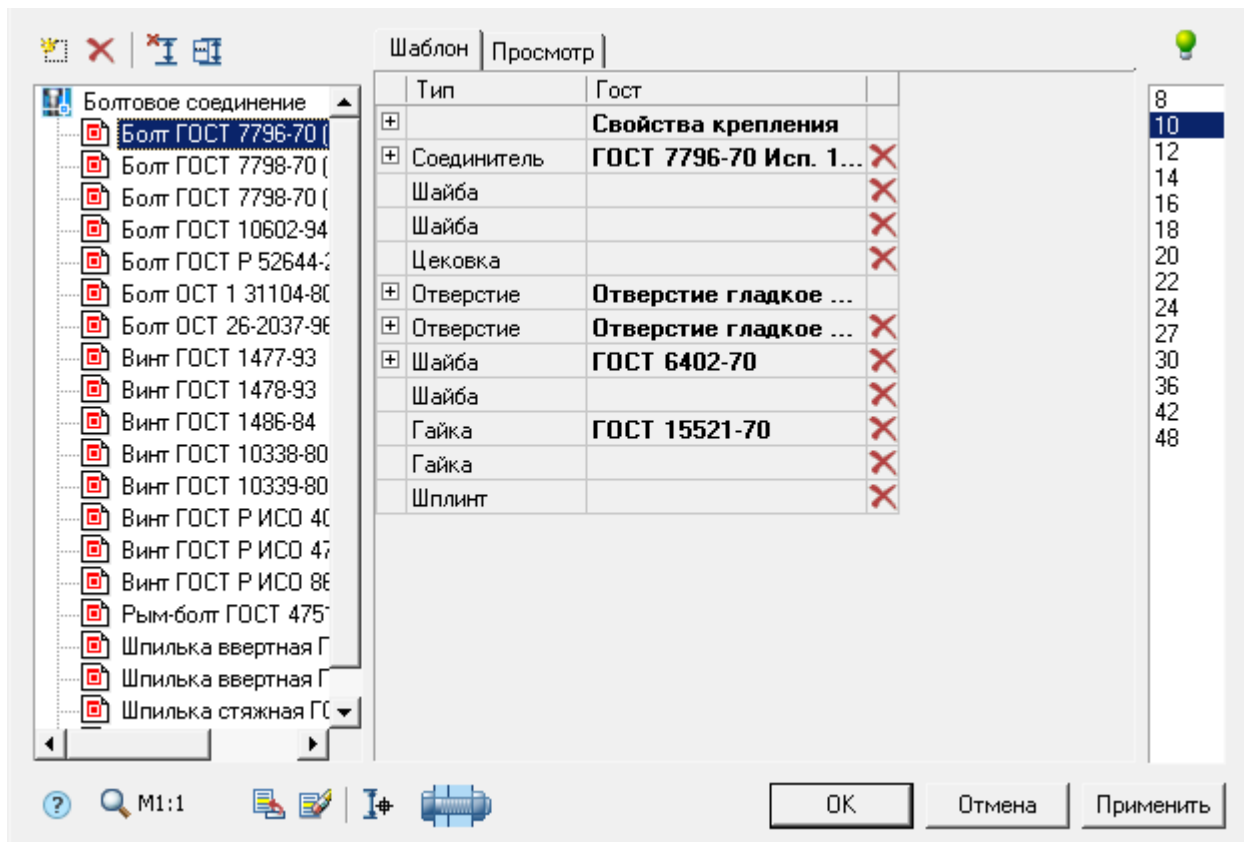 Шаблон Просмотр
Болтовое соединение
Болт ГОСТ 7796-70 (
Болт ГОСТ 7798-70 (
Болт ГОСТ 7798-70 (
Болт ГОСТ 10602-94
Болт ГОСТ Р 52644-
Болт ОСТ 1 31104-80
Болт ОСТ 26-2037-96
Винт ГОСТ 1477-93
Винт ГОСТ 1478-93
Винт ГОСТ 1486-84
Винт ГОСТ 10338-80
Винт ГОСТ 10339-80
Винт ГОСТ Р ИСО 40
Винт ГОСТ Р ИСО 47
Винт ГОСТ Р ИСО 86
Рым-болт ГОСТ 475
Шпилька ввертная Г
Шпилька ввертная Г
Шпилька стяжная ГО
Тип Гост
Свойства крепления
Соединитель ГОСТ 7796-70 Исп. 1...
Шайба
Шайба
Цековка
Отверстие Отверстие гладкое ...
Отверстие Отверстие гладкое ...
Шайба ГОСТ 6402-70
Шайба
Гайка ГОСТ 15521-70
Гайка
Шплинт
8
10
12
14
16
18
20
22
24
27
30
36
42
48
? M1:1 OK Отмена Применить